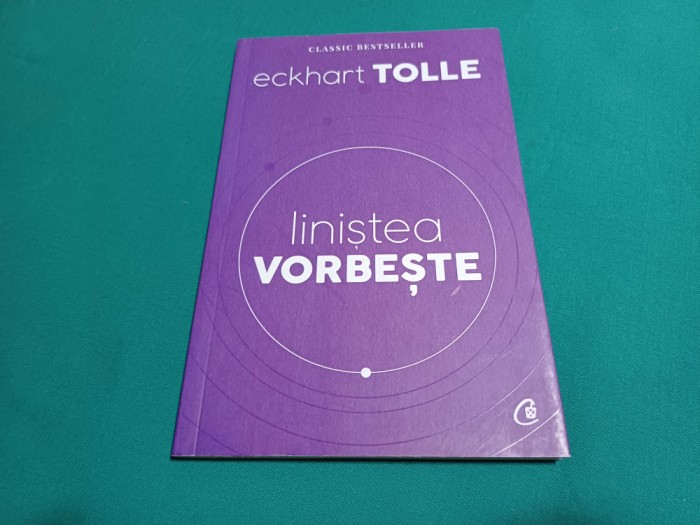 CLASSIC BESTSELLER
eckhart TOLLE
liniștea
VORBEȘTE